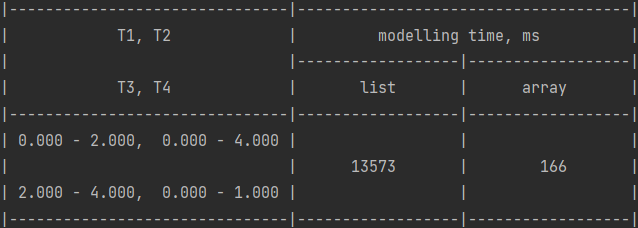 |-------------------------------|-------------------------------------|
|            T1, T2             |         modelling time, ms          |
|                               |------------------|------------------|
|            T3, T4             |       list       |      array       |
|-------------------------------|------------------|------------------|
| 0.000 - 2.000,  0.000 - 4.000 |                  |                  |
|                               |      13573       |        166       |
| 2.000 - 4.000,  0.000 - 1.000 |                  |                  |
|-------------------------------|------------------|------------------|